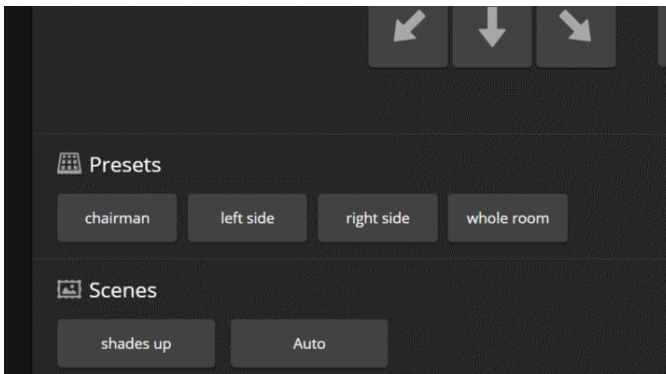 Presets
chairman left side right side whole room
Scenes
shades up Auto